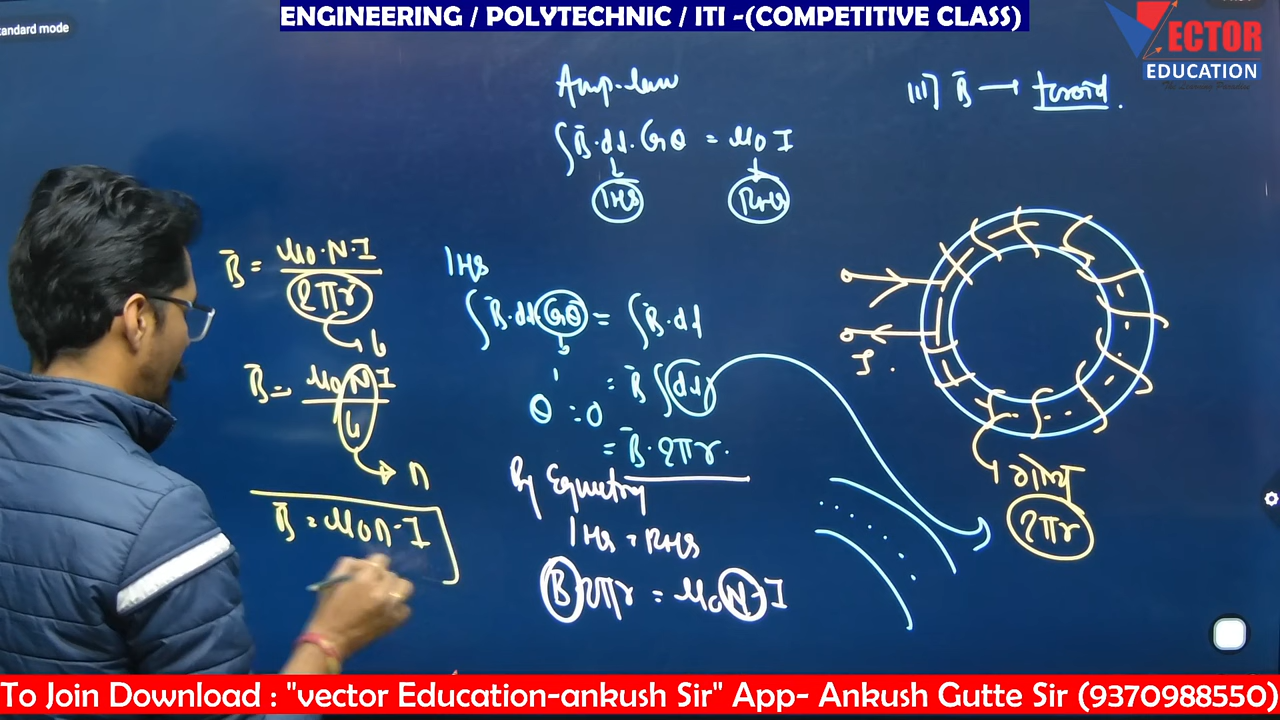 ENGINEERING / POLYTECHNIC / ITI -(COMPETITIVE CLASS)
tandard mode
VECTOR
EDUCATION
Amp. law
∫B̄·dl·Cosθ = μ₀ I
LHS RHS
III] B̄ → toroid.
B̄ = μ₀·N·I / 2πr
L
B̄ = μ₀ N I / L
n
B̄ = μ₀ n·I
LHS
∫B̄·dl Cosθ = ∫B̄·dl
θ = 0
= B̄ ∫dl
= B̄·2πr.
By Equetry
LHS = RHS
B 2πr = μ₀ N·I
I.
गोल
2πr
To Join Download : "vector Education-ankush Sir" App- Ankush Gutte Sir (9370988550)